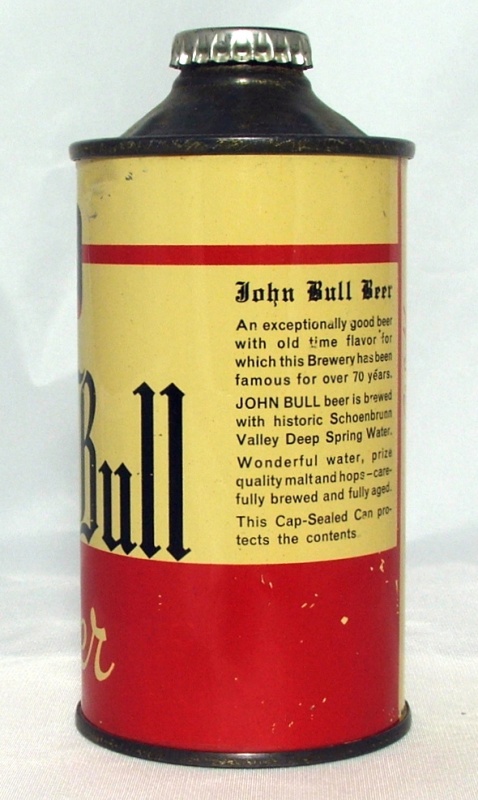 Bull
er
John Bull Beer
An exceptionally good beer
with old time flavor for
which this Brewery has been
famous for over 70 years.
JOHN BULL beer is brewed
with historic Schoenbrunn
Valley Deep Spring Water.
Wonderful water, prize
quality malt and hops—care-
fully brewed and fully aged.
This Cap-Sealed Can pro-
tects the contents.